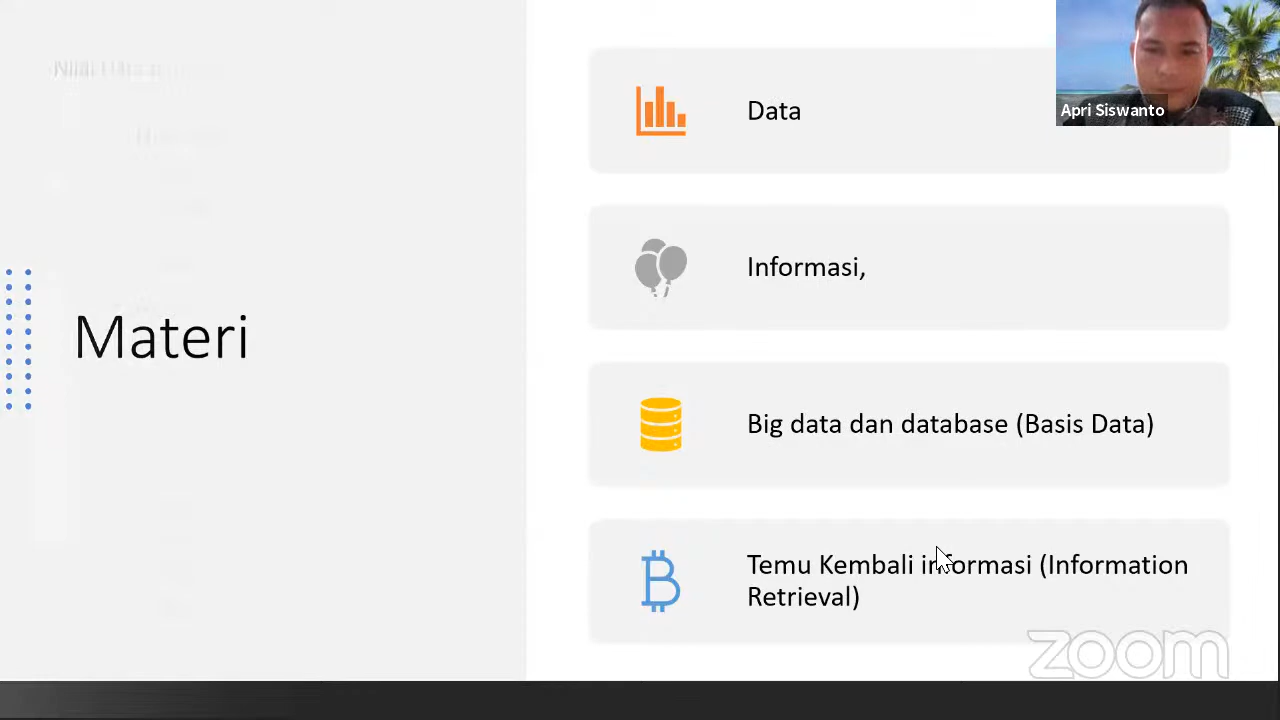 Materi
Data
Informasi,
Big data dan database (Basis Data)
Temu Kembali informasi (Information
Retrieval)
Apri Siswanto
zoom